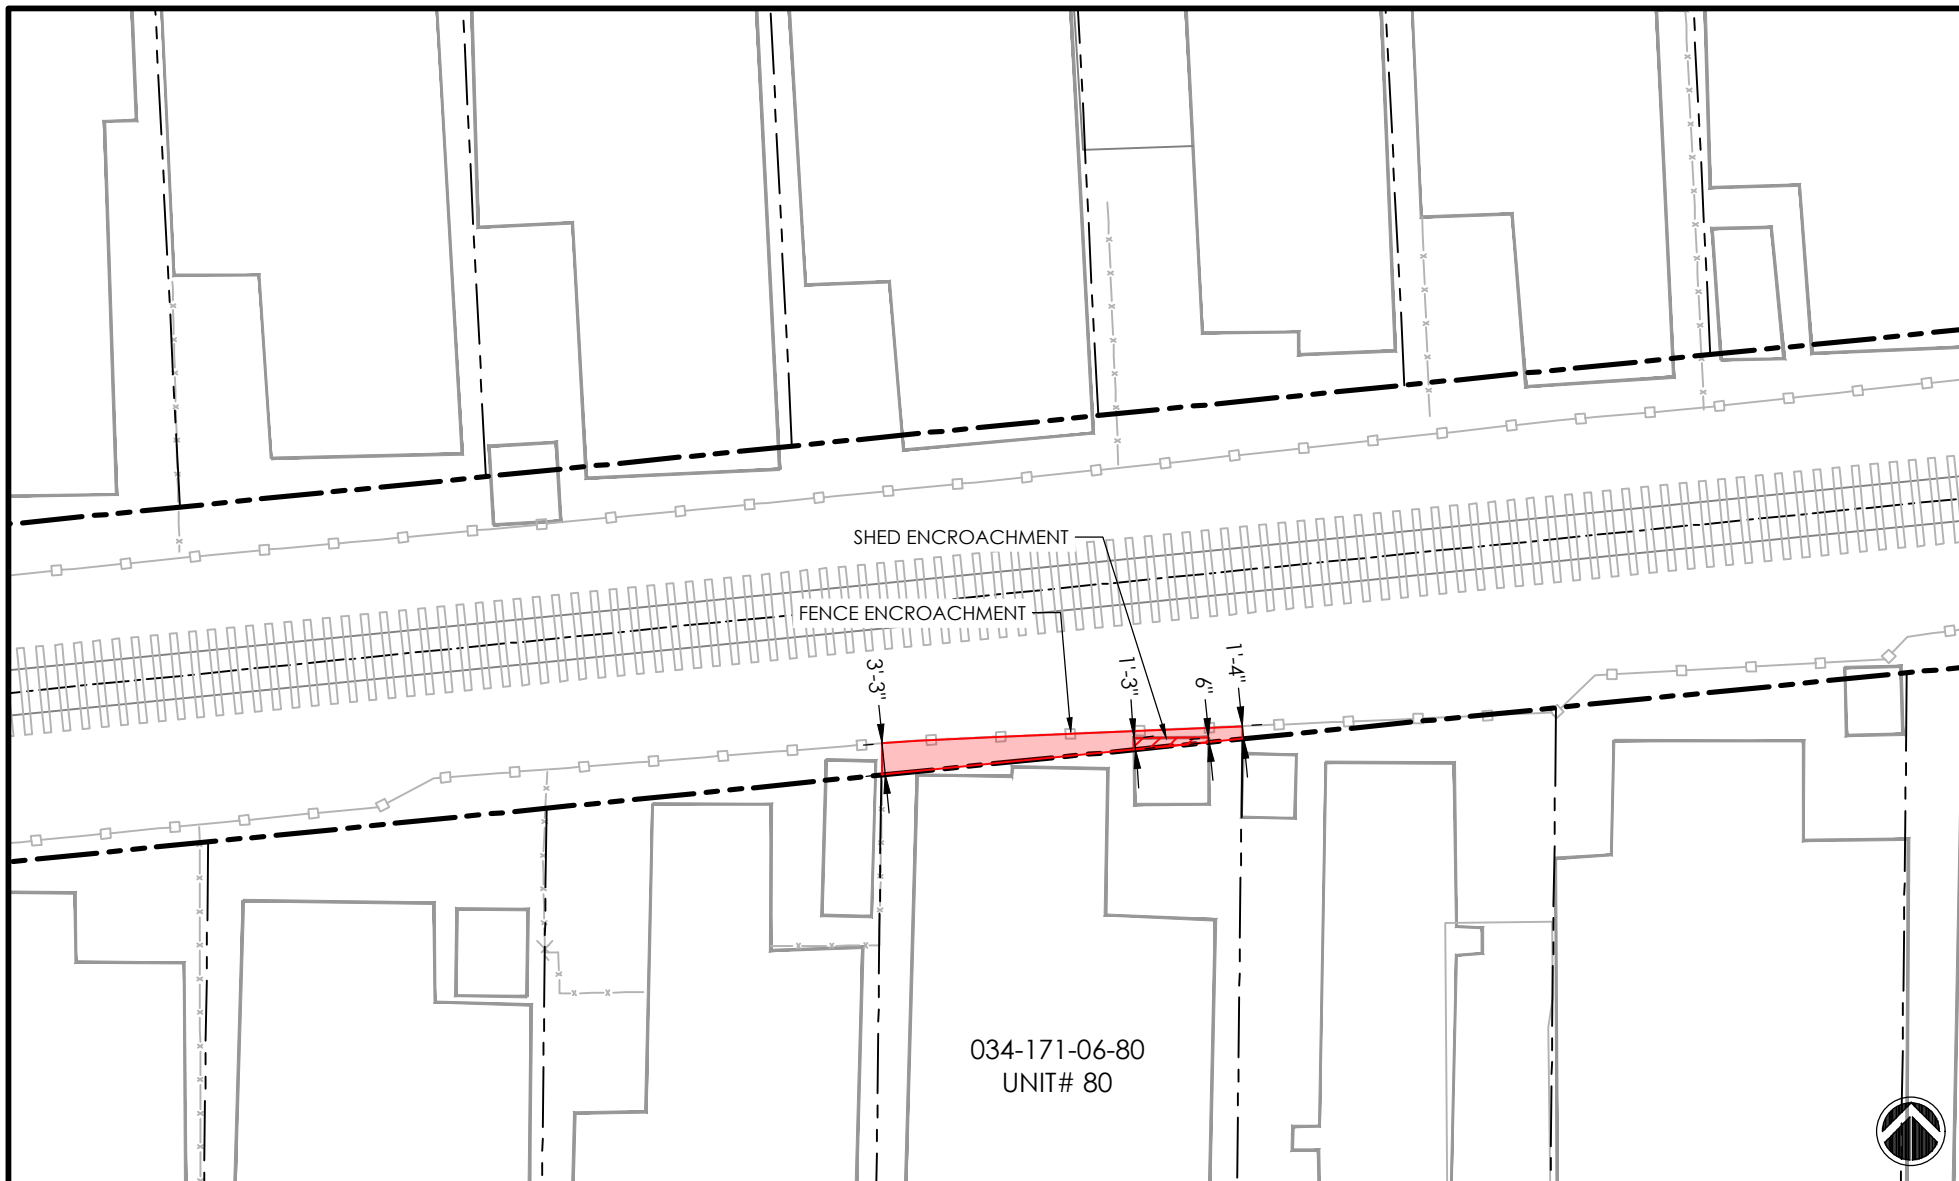 SHED ENCROACHMENT
FENCE ENCROACHMENT
3'-3"
1'-3"
6"
1'-4"
034-171-06-80
UNIT# 80